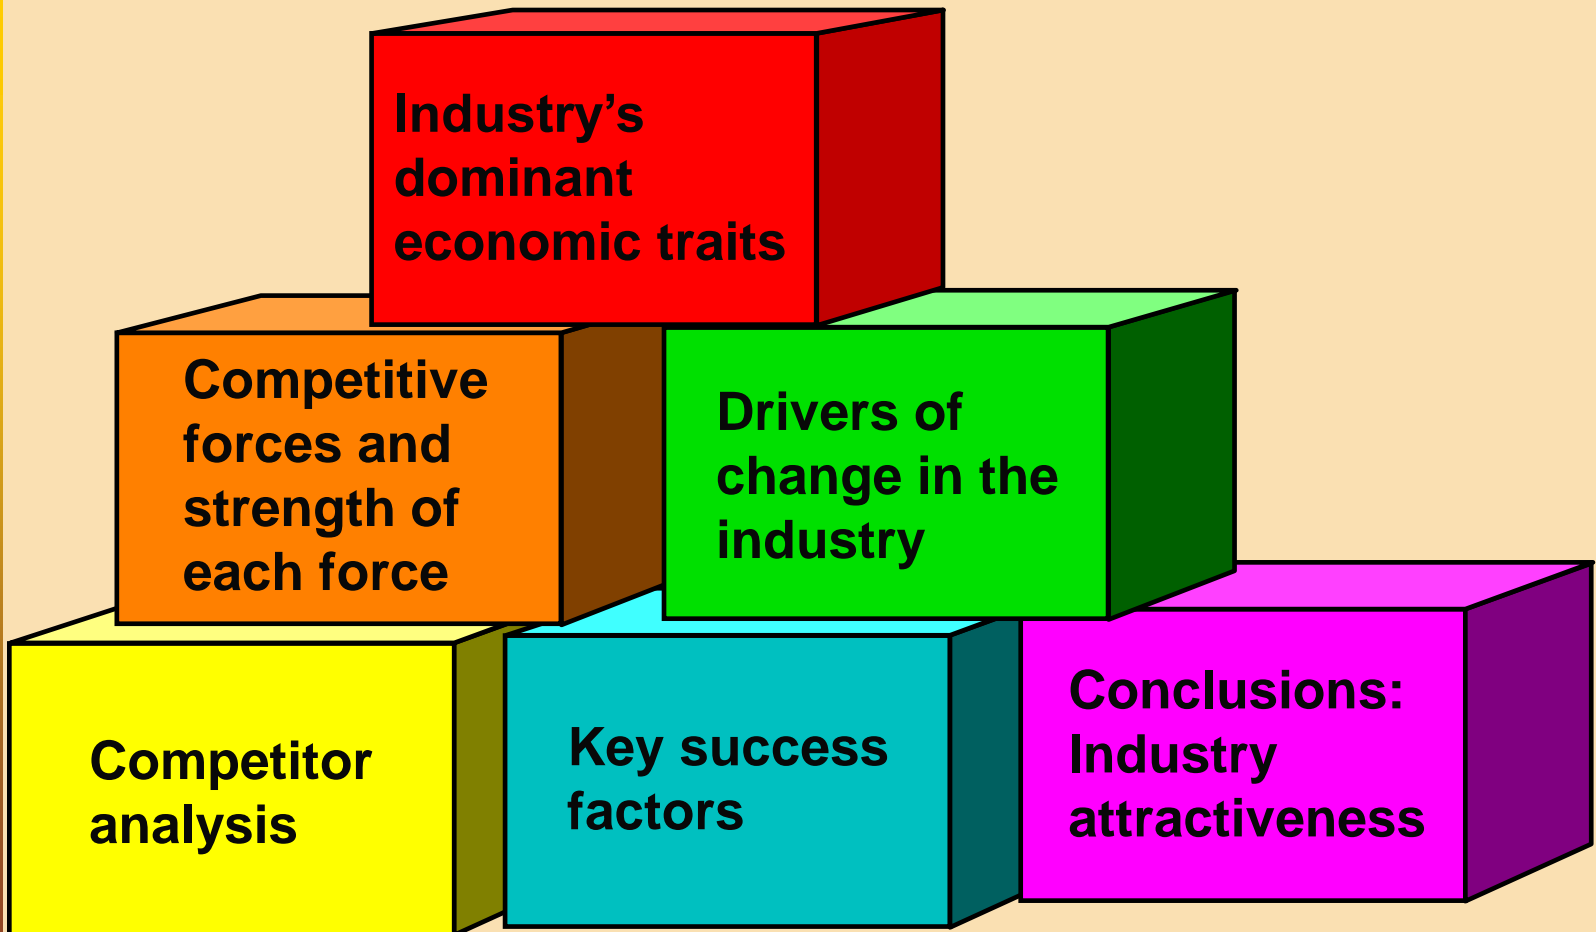 Industry’s
dominant
economic traits
Competitive
forces and
strength of
each force
Drivers of
change in the
industry
Competitor
analysis
Key success
factors
Conclusions:
Industry
attractiveness